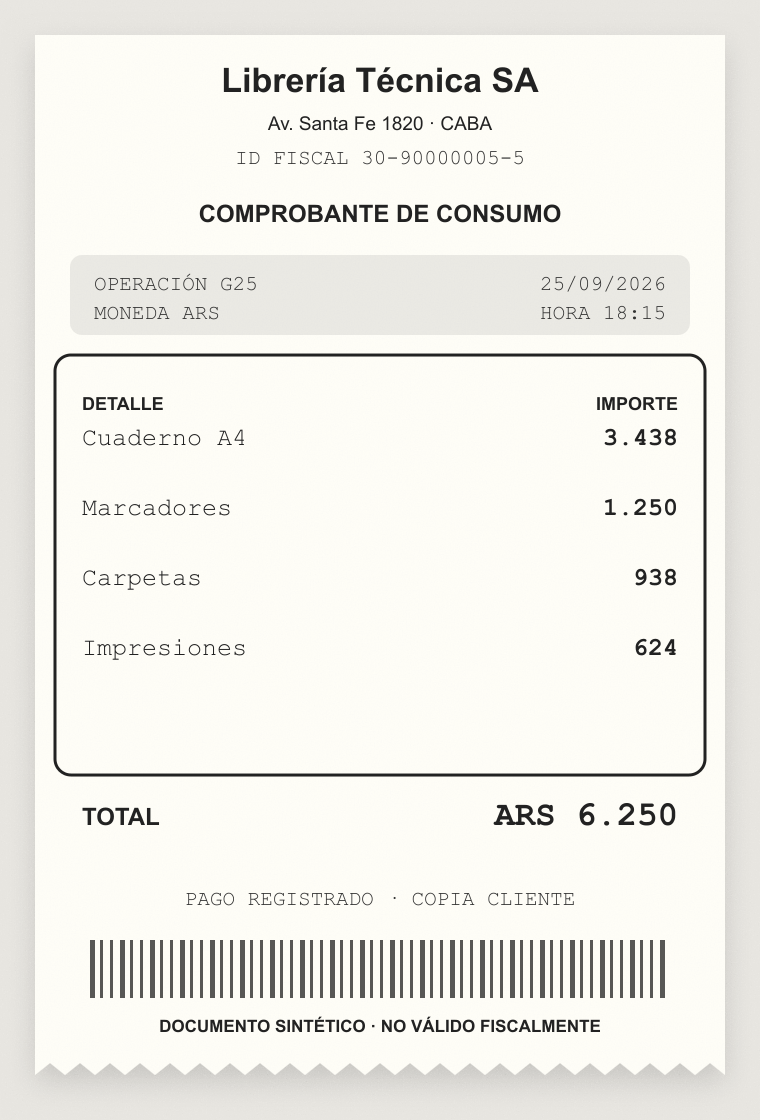 Librería Técnica SA
Av. Santa Fe 1820 · CABA
ID FISCAL 30-90000005-5
COMPROBANTE DE CONSUMO
OPERACIÓN G25 25/09/2026
MONEDA ARS HORA 18:15
DETALLE IMPORTE
Cuaderno A4 3.438
Marcadores 1.250
Carpetas 938
Impresiones 624
TOTAL ARS 6.250
PAGO REGISTRADO · COPIA CLIENTE
DOCUMENTO SINTÉTICO · NO VÁLIDO FISCALMENTE